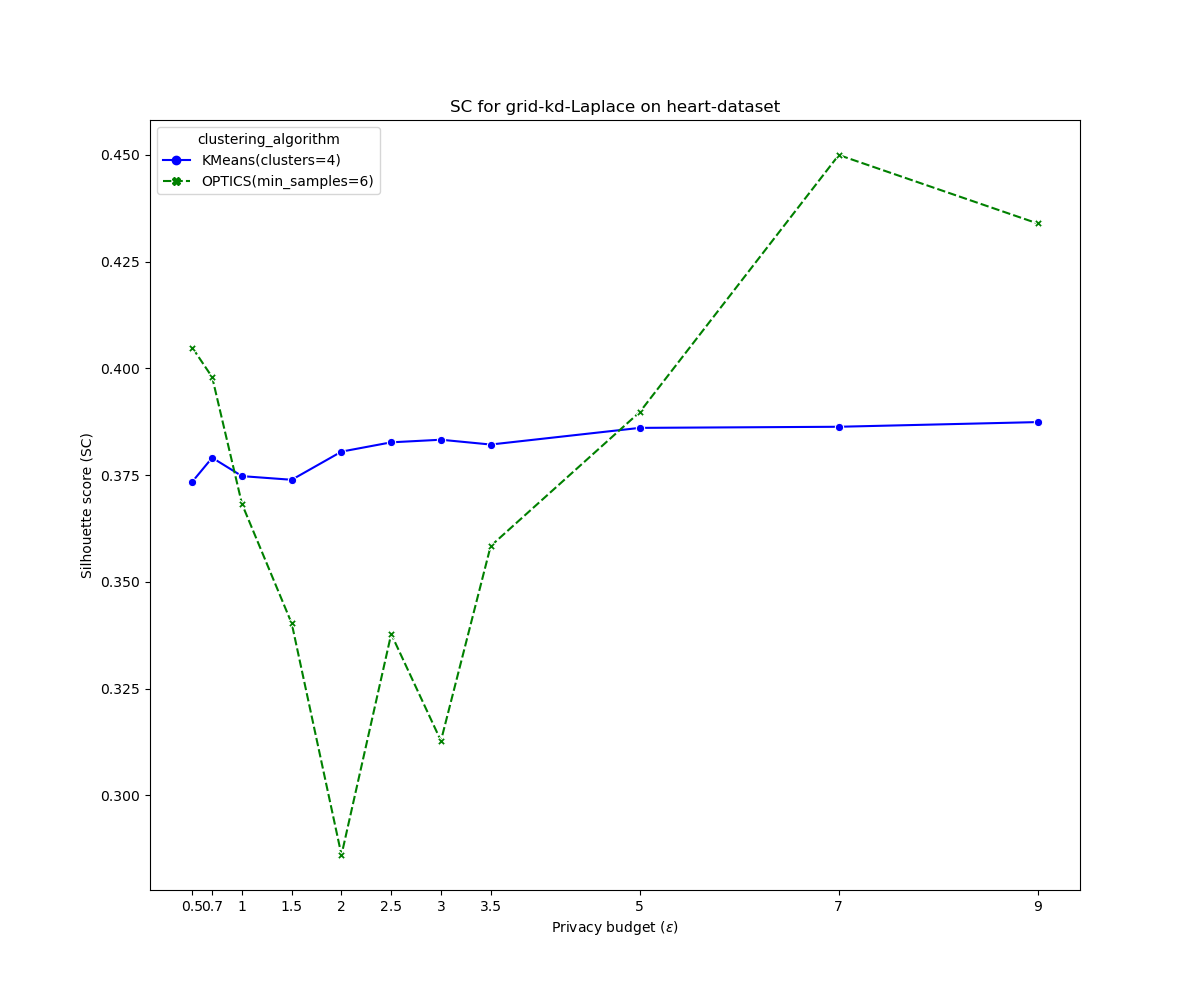 SC for grid-kd-Laplace on heart-dataset
clustering_algorithm
KMeans(clusters=4)
OPTICS(min_samples=6)
Silhouette score (SC)
0.450
0.425
0.400
0.375
0.350
0.325
0.300
0.5 0.7 1 1.5 2 2.5 3 3.5 5 7 9
Privacy budget (ε)